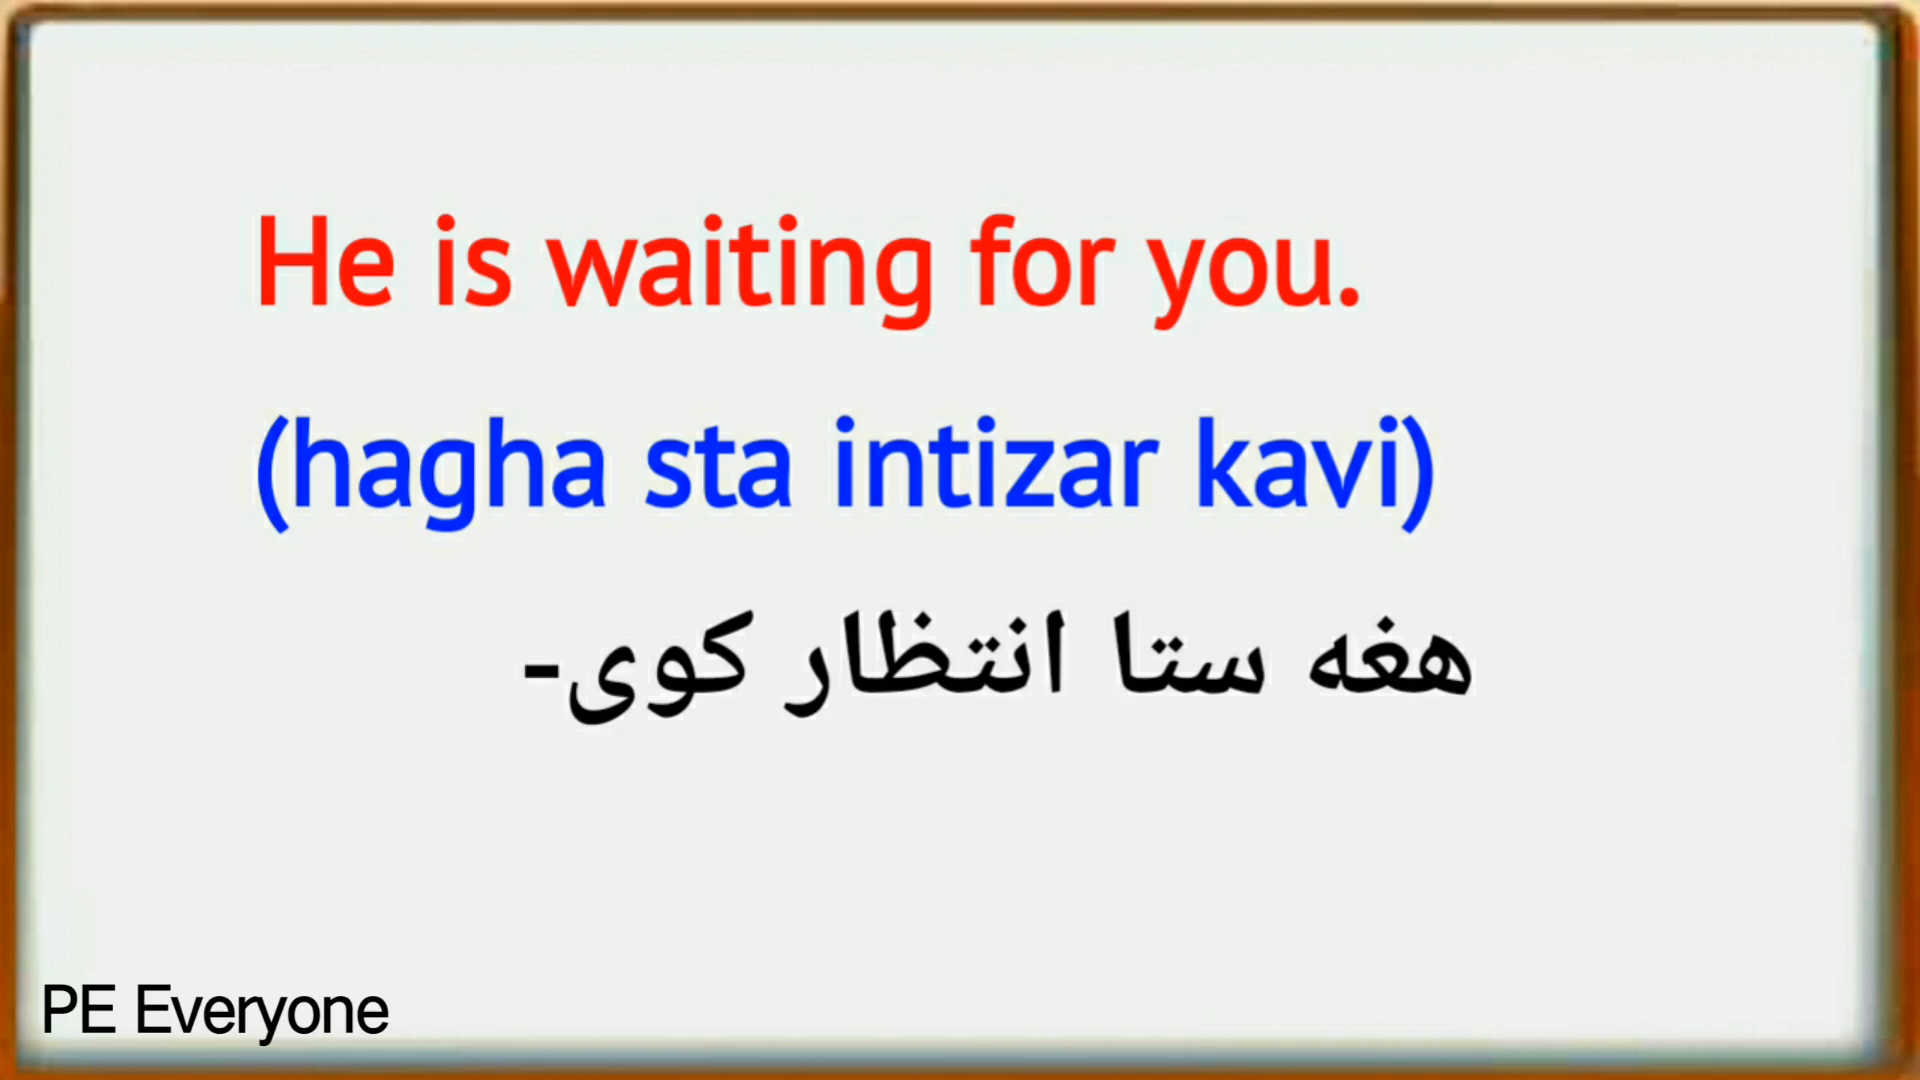 He is waiting for you.
(hagha sta intizar kavi)
هغه ستا انتظار کوی-
PE Everyone